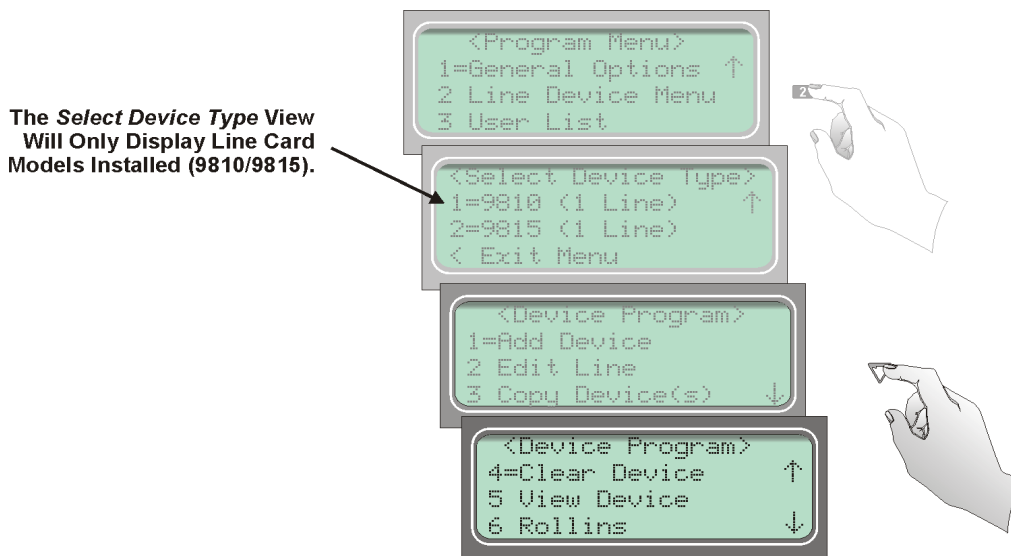 <Program Menu>
1=General Options ↑
2 Line Device Menu
3 User List
2
The Select Device Type View
Will Only Display Line Card
Models Installed (9810/9815).
<Select Device Type>
1=9810 (1 Line) ↑
2=9815 (1 Line)
< Exit Menu
<Device Program>
1=Add Device
2 Edit Line
3 Copy Device(s) ↓
<Device Program>
4=Clear Device ↑
5 View Device
6 Rollins ↓